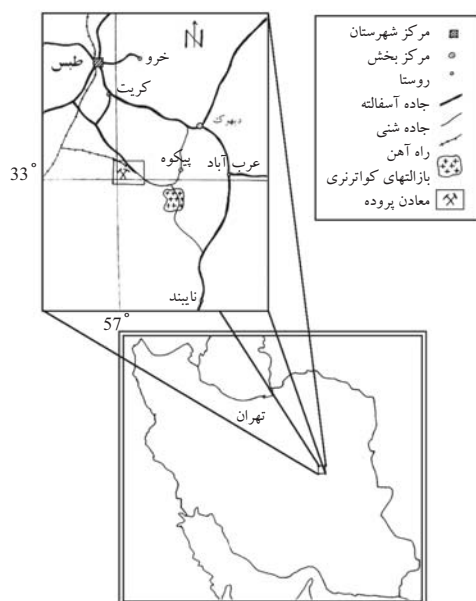 N
طبس
خرو
کریت
دیهوک
پیکوه
عرب آباد
33°
نایبند
57°
تهران
مرکز شهرستان
مرکز بخش
روستا
جاده آسفالته
جاده شنی
راه آهن
بازالتهای کواترنری
معادن پروده